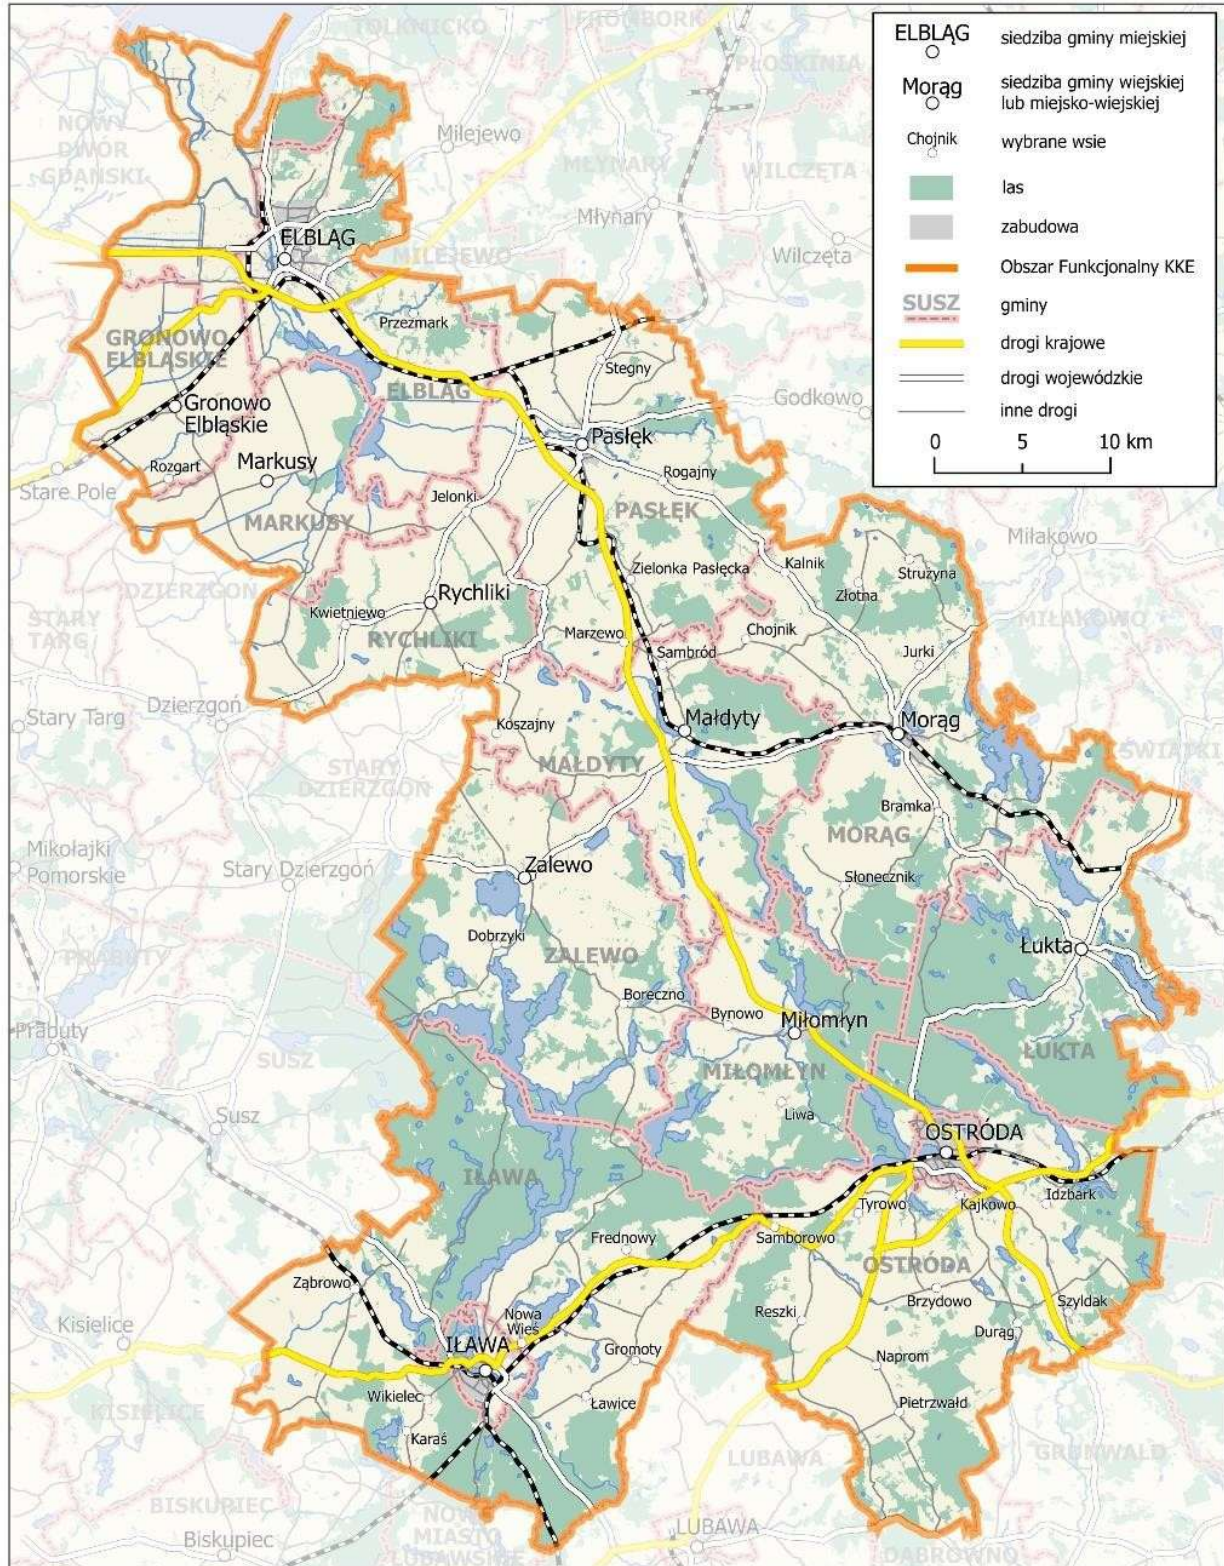 TOLKMICKO
FROMBORK
PŁOSKINIA
ELBLĄG
siedziba gminy miejskiej
Morąg
siedziba gminy wiejskiej
lub miejsko-wiejskiej
Chojnik
wybrane wsie
las
zabudowa
Obszar Funkcjonalny KKE
SUSZ
gminy
drogi krajowe
drogi wojewódzkie
inne drogi
0 5 10 km
NOWY
DWÓR
GDAŃSKI
Milejewo
MŁYNARY
WILCZĘTA
Młynary
Wilczęta
ELBLĄG
MILEJEWO
Przezmark
GRONOWO
ELBLĄSKIE
Stegny
ELBLĄG
Godkowo
Gronowo
Elbląskie
Pasłęk
Markusy
Rozgart
Rogajny
Stare Pole
Jelonki
MARKUSY
PASŁĘK
Miłakowo
Kalnik
Zielonka Pasłęcka
Strużyna
Złotna
DZIERZGOŃ
Rychliki
Kwietniewo
STARY
TARG
RYCHLIKI
Marzewo
Chojnik
MIŁAKOWO
Sambród
Jurki
Stary Targ
Dzierzgoń
Koszajny
Małdyty
Morąg
ŚWIĄTKI
MAŁDYTY
STARY
DZIERZGOŃ
Bramka
MORĄG
Mikołajki
Pomorskie
Stary Dzierzgoń
Zalewo
Słonecznik
Dobrzyki
Łukta
PRABUTY
ZALEWO
Boreczno
Bynowo
Miłomłyn
Prabuty
SUSZ
ŁUKTA
MIŁOMŁYN
Liwa
Susz
OSTRÓDA
IŁAWA
Idzbark
Tyrowo
Kajkowo
Frednowy
Samborowo
OSTRÓDA
Ząbrowo
Brzydowo
Reszki
Szyldak
Nowa
Wieś
Durąg
Kisielice
IŁAWA
Gromoty
Naprom
Wikielec
Ławice
Pietrzwałd
KISIELICE
Karaś
LUBAWA
GRUNWALD
BISKUPIEC
NOWE
MIASTO
LUBAWSKIE
Biskupiec
LUBAWA
DĄBRÓWNO